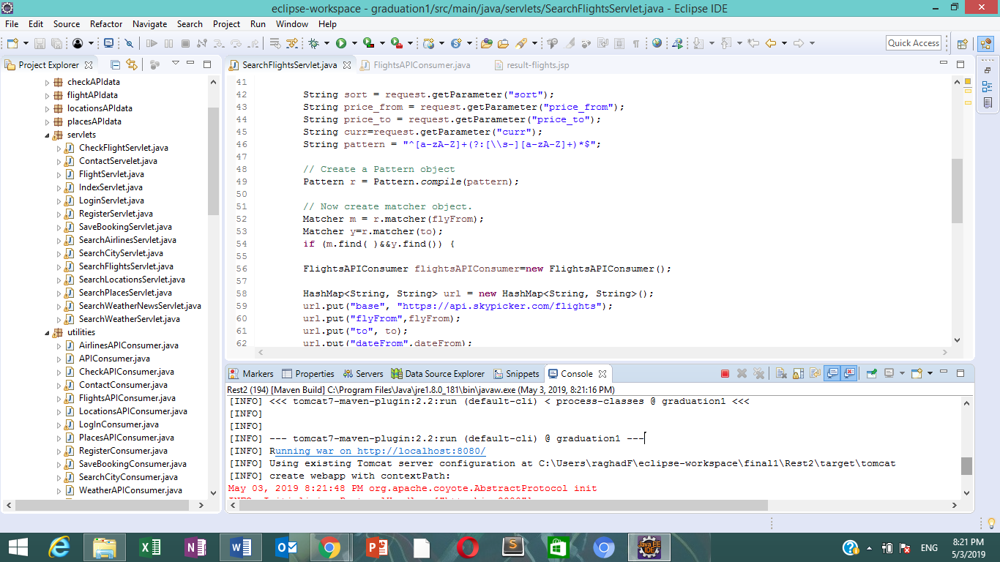 eclipse-workspace - graduation1/src/main/java/servlets/SearchFlightsServlet.java - Eclipse IDE
File Edit Source Refactor Navigate Search Project Run Window Help
Quick Access
Project Explorer
checkAPIdata
flightAPIdata
locationsAPIdata
placesAPIdata
servlets
CheckFlightServlet.java
ContactServelet.java
FlightServlet.java
IndexServlet.java
LoginServlet.java
RegisterServlet.java
SaveBookingServlet.java
SearchAirlinesServlet.java
SearchCityServlet.java
SearchFlightsServlet.java
SearchLocationsServlet.java
SearchPlacesServlet.java
SearchWeatherNewsServlet.java
SearchWeatherServlet.java
utilities
AirlinesAPIConsumer.java
APIConsumer.java
CheckAPIConsumer.java
ContactConsumer.java
FlightsAPIConsumer.java
LocationsAPIConsumer.java
LogInConsumer.java
PlacesAPIConsumer.java
RegisterConsumer.java
SaveBookingConsumer.java
SearchCityConsumer.java
WeatherAPIConsumer.java
SearchFlightsServlet.java FlightsAPIConsumer.java result-flights.jsp
41
42 String sort = request.getParameter("sort");
43 String price_from = request.getParameter("price_from");
44 String price_to = request.getParameter("price_to");
45 String curr=request.getParameter("curr");
46 String pattern = "^[a-zA-Z]+(?:[\\s-][a-zA-Z]+)*$";
47
48 // Create a Pattern object
49 Pattern r = Pattern.compile(pattern);
50
51 // Now create matcher object.
52 Matcher m = r.matcher(flyFrom);
53 Matcher y=r.matcher(to);
54 if (m.find( )&&y.find()) {
55
56 FlightsAPIConsumer flightsAPIConsumer=new FlightsAPIConsumer();
57
58 HashMap<String, String> url = new HashMap<String, String>();
59 url.put("base", "https://api.skypicker.com/flights");
60 url.put("flyFrom",flyFrom);
61 url.put("to", to);
62 url.put("dateFrom",dateFrom);
Markers Properties Servers Data Source Explorer Snippets Console
Rest2 (194) [Maven Build] C:\Program Files\Java\jre1.8.0_181\bin\javaw.exe (May 3, 2019, 8:21:16 PM)
[INFO] <<< tomcat7-maven-plugin:2.2:run (default-cli) < process-classes @ graduation1 <<<
[INFO]
[INFO]
[INFO] --- tomcat7-maven-plugin:2.2:run (default-cli) @ graduation1 ---
[INFO] Running war on http://localhost:8080/
[INFO] Using existing Tomcat server configuration at C:\Users\raghadF\eclipse-workspace\final1\Rest2\target\tomcat
[INFO] create webapp with contextPath:
May 03, 2019 8:21:48 PM org.apache.coyote.AbstractProtocol init
ENG
8:21 PM
5/3/2019